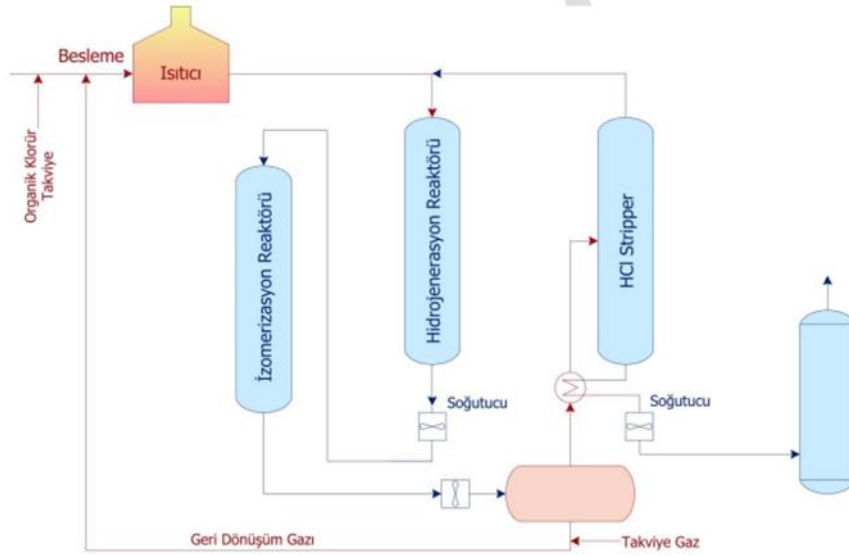 Besleme
Isıtıcı
Organik Klorür
Takviye
İzomerizasyon Reaktörü
Hidrojenerasyon Reaktörü
HCl Stripper
Soğutucu
Soğutucu
Geri Dönüşüm Gazı
Takviye Gaz